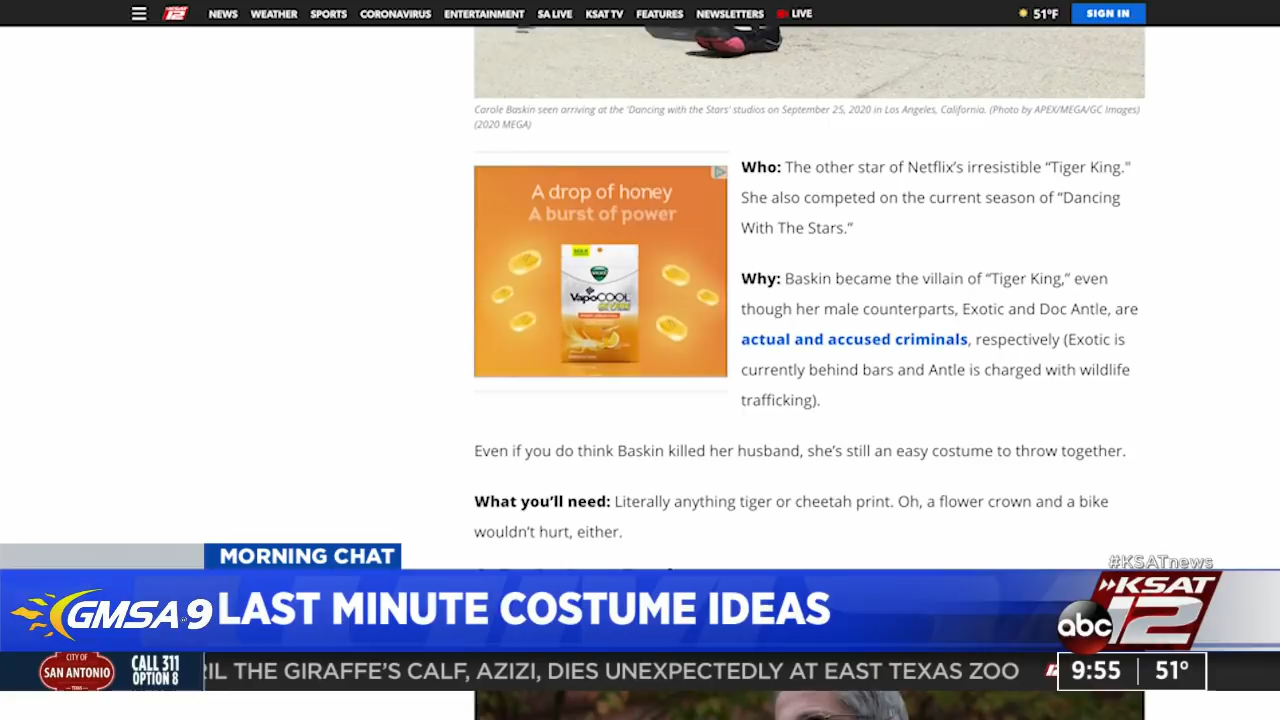 KSAT 12 NEWS WEATHER SPORTS CORONAVIRUS ENTERTAINMENT SA LIVE KSAT TV FEATURES NEWSLETTERS LIVE 51°F SIGN IN
Carole Baskin seen arriving at the 'Dancing with the Stars' studios on September 25, 2020 in Los Angeles, California. (Photo by APEX/MEGA/GC Images)
(2020 MEGA)
A drop of honey
A burst of power
VICKS
VapoCOOL
Who: The other star of Netflix's irresistible “Tiger King."
She also competed on the current season of “Dancing
With The Stars.”
Why: Baskin became the villain of “Tiger King,” even
though her male counterparts, Exotic and Doc Antle, are
actual and accused criminals, respectively (Exotic is
currently behind bars and Antle is charged with wildlife
trafficking).
Even if you do think Baskin killed her husband, she’s still an easy costume to throw together.
What you’ll need: Literally anything tiger or cheetah print. Oh, a flower crown and a bike
wouldn’t hurt, either.
MORNING CHAT
#KSATnews
GMSA@9 LAST MINUTE COSTUME IDEAS
KSAT
abc 12
CITY OF
SAN ANTONIO
TEXAS
CALL 311
OPTION 8
RIL THE GIRAFFE’S CALF, AZIZI, DIES UNEXPECTEDLY AT EAST TEXAS ZOO
9:55 51°